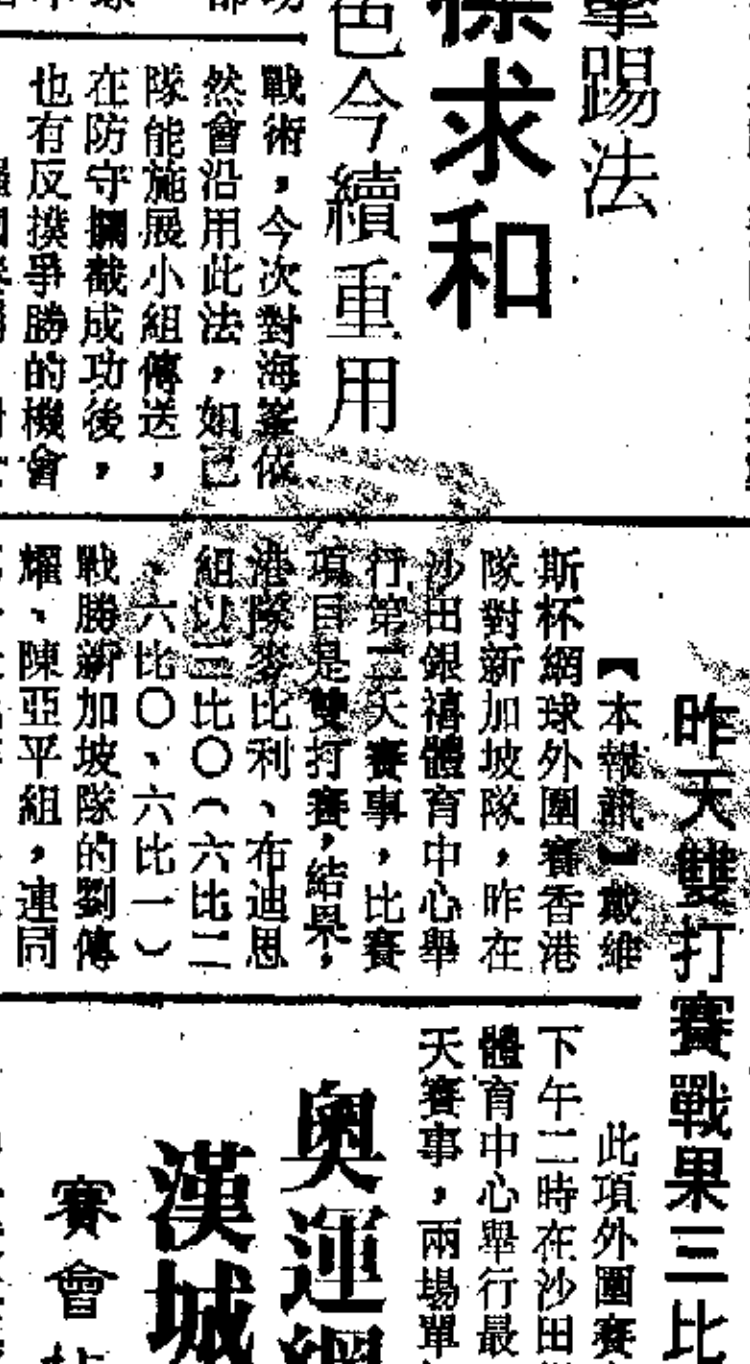 踢法
求和
色今續重用
戰術，今次對海峯依
然會沿用此法，如己
隊能施展小組傳送，
在防守攔截成功後，
也有反撲爭勝的機會
昨天雙打賽戰果三比
【本報訊】戴維
斯杯網球外圍賽香港
隊對新加坡隊，昨在
沙田銀禧體育中心舉
行第二天賽事，比賽
項目是雙打賽，結果，
港隊麥比利、布迪思
組以三比〇（六比二
、六比〇、六比一）
戰勝新加坡隊的劉傳
耀、陳亞平組，連同
此項外圍賽
下午二時在沙田
體育中心舉行最
天賽事，兩場單
奧運網
漢城
賽會